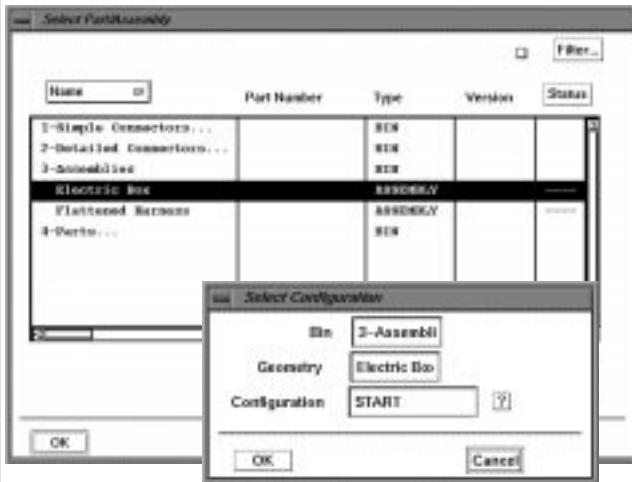 Select Part/Assembly
Filter...
Name Part Number Type Version Status
1-Simple Connectors... BIN
2-Detailed Connectors... BIN
3-Assemblies BIN
Electric Box ASSEMBLY ----
Flattened Harness ASSEMBLY ----
4-Parts... BIN
Select Configuration
Bin 3-Assembli
Geometry Electric Bo
Configuration START ?
OK Cancel
OK